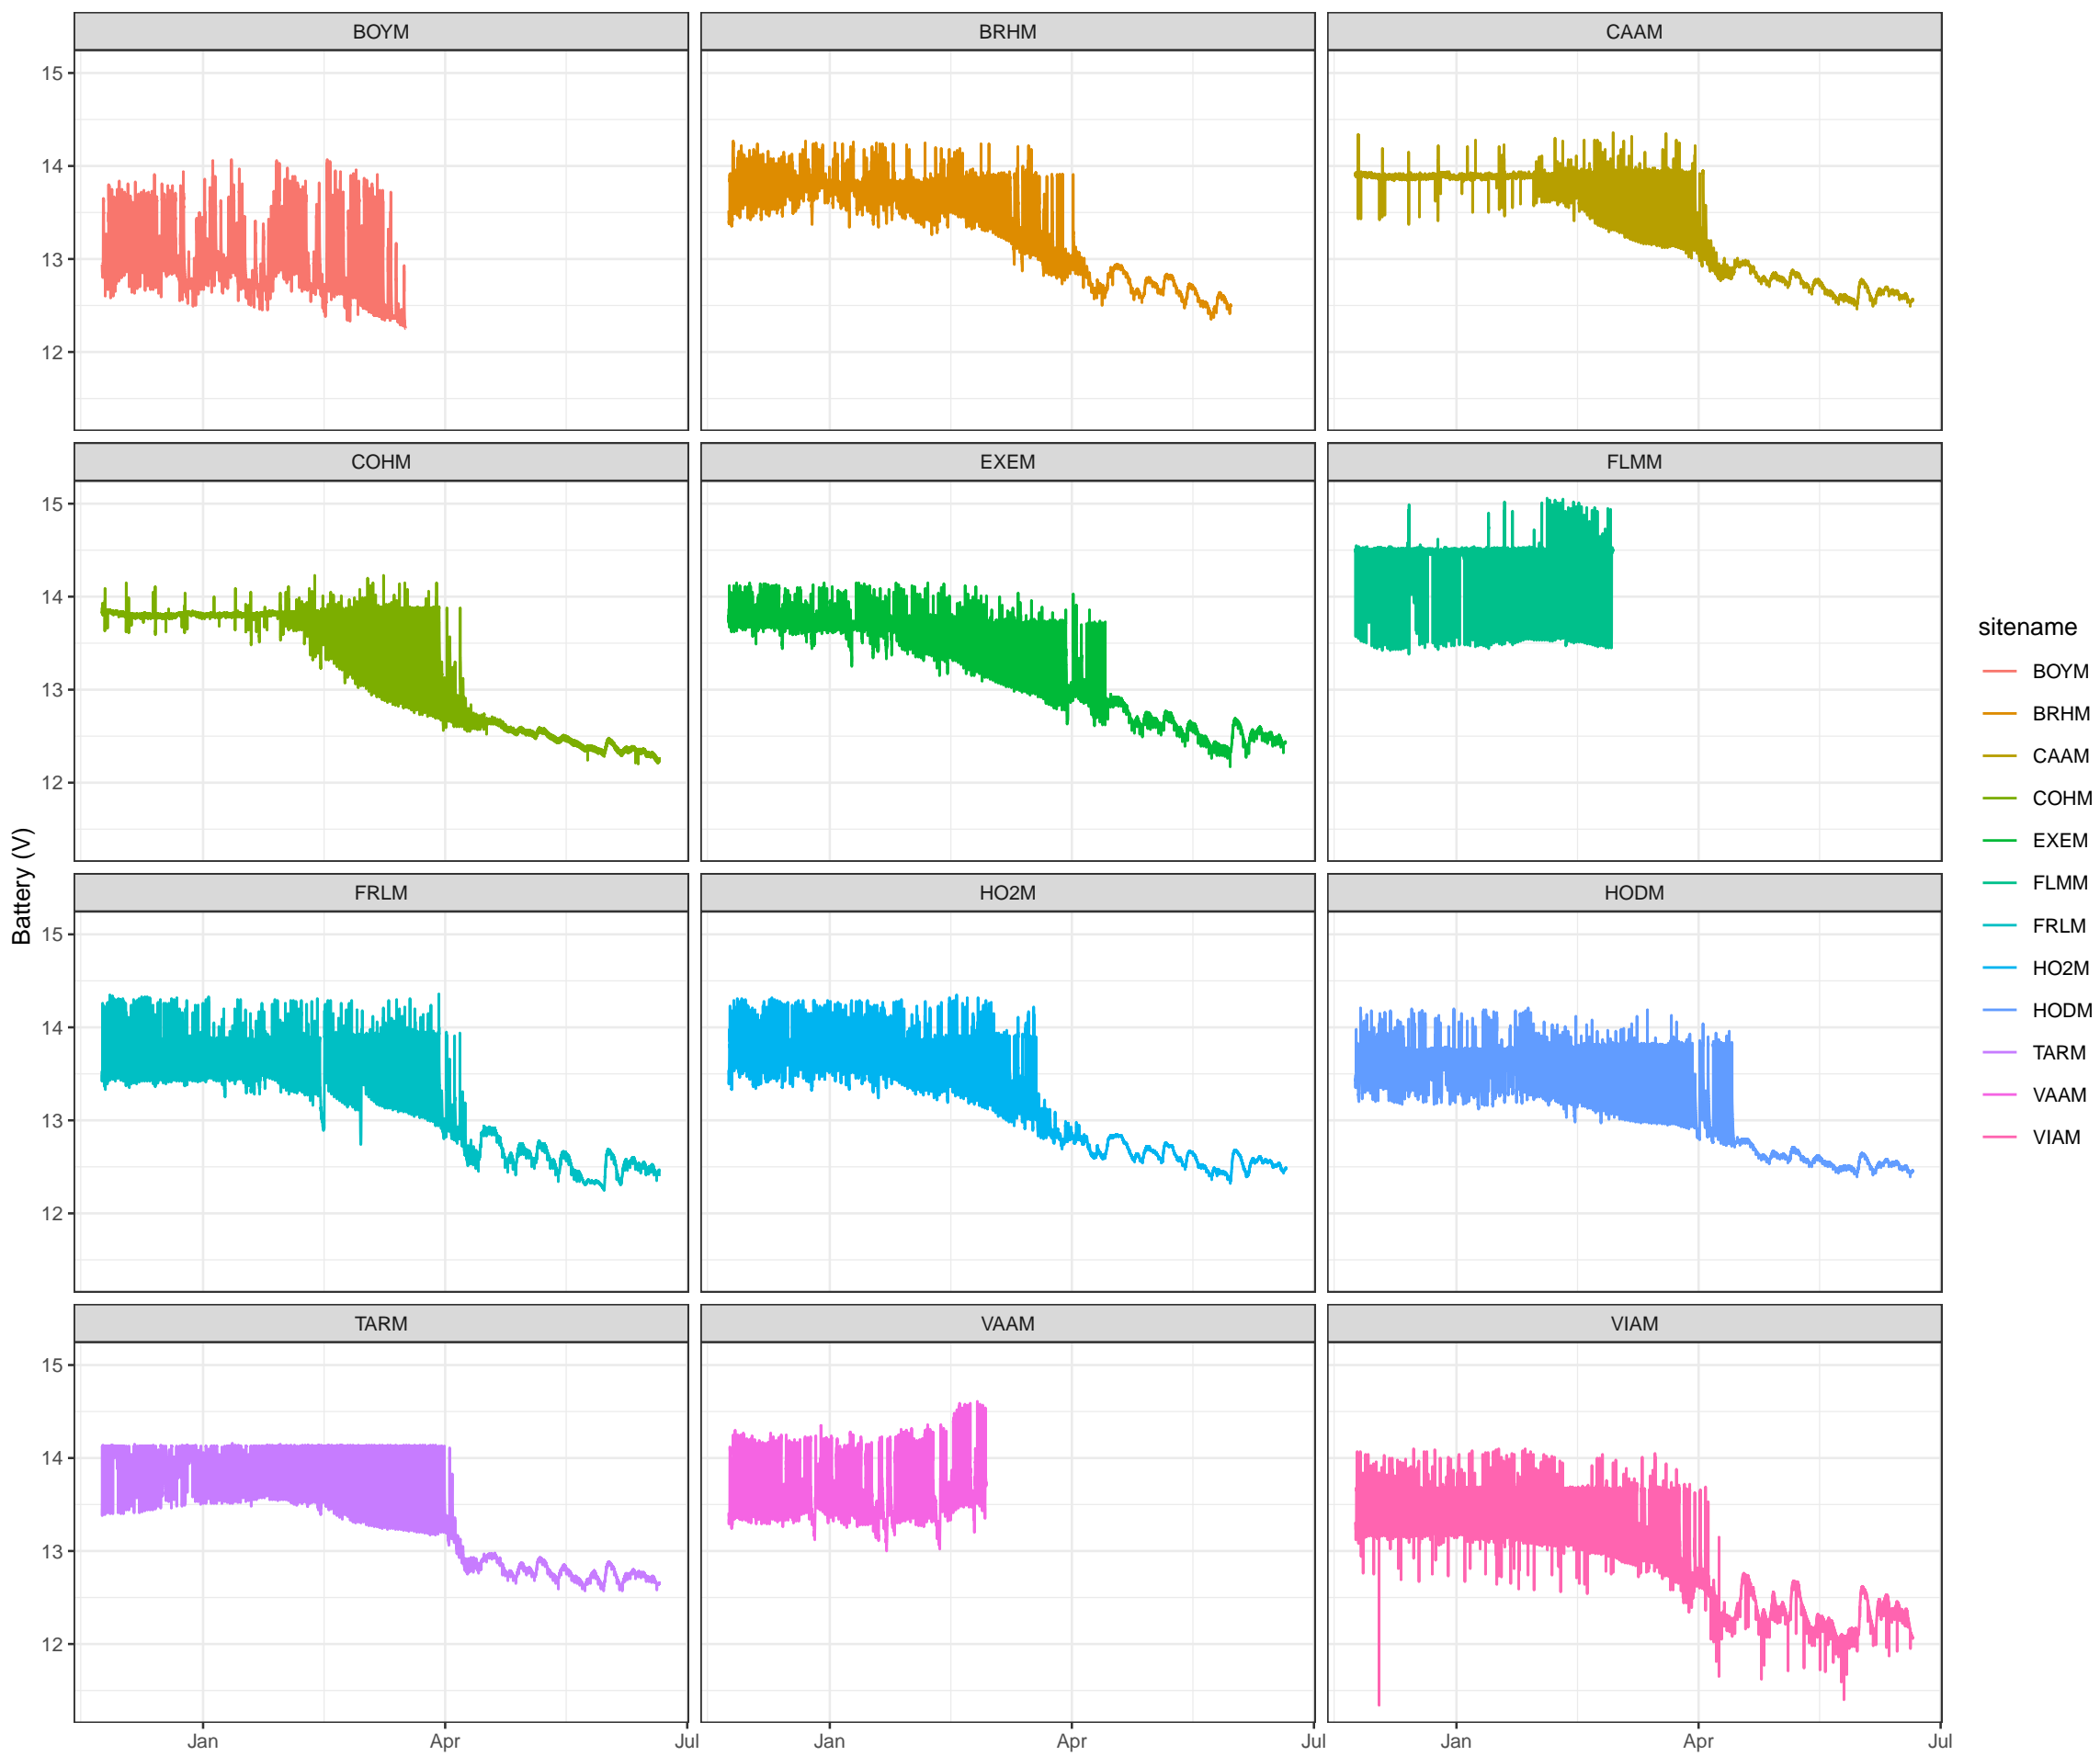 BOYM
BRHM
CAAM
15
14
13
12
COHM
EXEM
FLMM
15
14
13
12
FRLM
HO2M
HODM
15
14
13
12
TARM
VAAM
VIAM
15
14
13
12
Jan
Apr
Jul
Jan
Apr
Jul
Jan
Apr
Jul
Battery (V)
sitename
BOYM
BRHM
CAAM
COHM
EXEM
FLMM
FRLM
HO2M
HODM
TARM
VAAM
VIAM